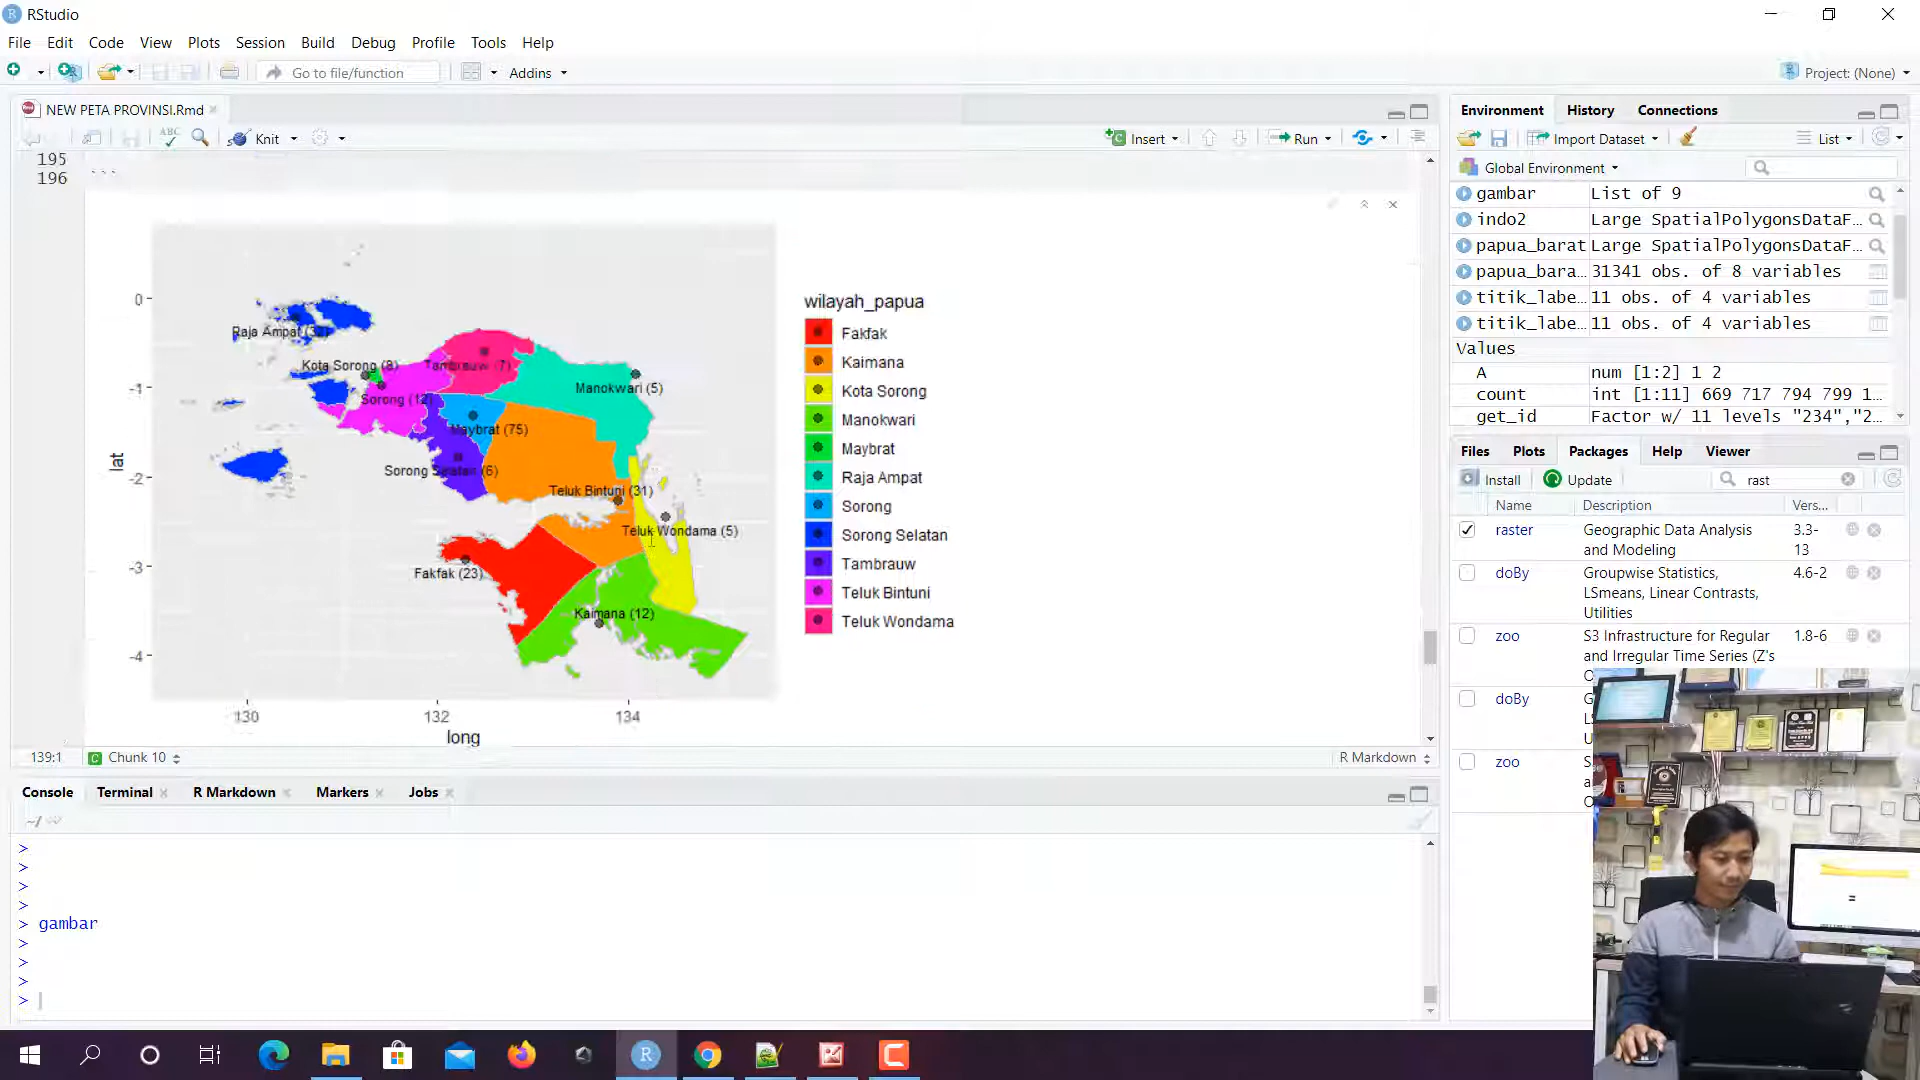 RStudio
File Edit Code View Plots Session Build Debug Profile Tools Help
Go to file/function
Addins
Project: (None)
NEW PETA PROVINSI.Rmd
ABC
Knit
Insert
Run
195
196
```
0
-1
-2
-3
-4
lat
130
132
134
long
Kota Sorong (8)
Tambrauw (7)
Manokwari (5)
Sorong (12)
Maybrat (75)
Sorong Selatan (6)
Teluk Bintuni (31)
Teluk Wondama (5)
Fakfak (23)
Kaimana (12)
wilayah_papua
Fakfak
Kaimana
Kota Sorong
Manokwari
Maybrat
Raja Ampat
Sorong
Sorong Selatan
Tambrauw
Teluk Bintuni
Teluk Wondama
139:1
Chunk 10
R Markdown
Console Terminal R Markdown Markers Jobs
~/
>
>
>
>
> gambar
>
>
>
>
Environment History Connections
Import Dataset
List
Global Environment
gambar List of 9
indo2 Large SpatialPolygonsDataF…
papua_barat Large SpatialPolygonsDataF…
papua_bara… 31341 obs. of 8 variables
titik_labe… 11 obs. of 4 variables
titik_labe… 11 obs. of 4 variables
Values
A num [1:2] 1 2
count int [1:11] 669 717 794 799 1…
get_id Factor w/ 11 levels "234","2…
Files Plots Packages Help Viewer
Install Update rast
Name Description Vers…
raster Geographic Data Analysis and Modeling 3.3-13
doBy Groupwise Statistics, LSmeans, Linear Contrasts, Utilities 4.6-2
zoo S3 Infrastructure for Regular and Irregular Time Series (Z's 1.8-6
doBy
zoo